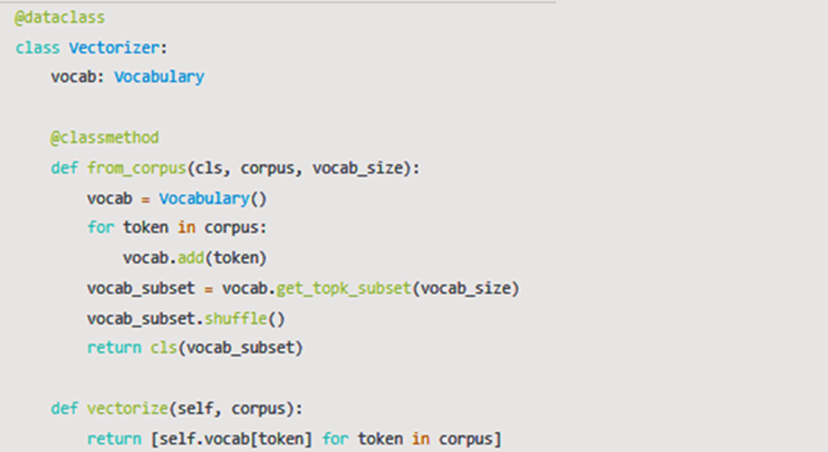 @dataclass
class Vectorizer:
    vocab: Vocabulary

    @classmethod
    def from_corpus(cls, corpus, vocab_size):
        vocab = Vocabulary()
        for token in corpus:
            vocab.add(token)
        vocab_subset = vocab.get_topk_subset(vocab_size)
        vocab_subset.shuffle()
        return cls(vocab_subset)

    def vectorize(self, corpus):
        return [self.vocab[token] for token in corpus]